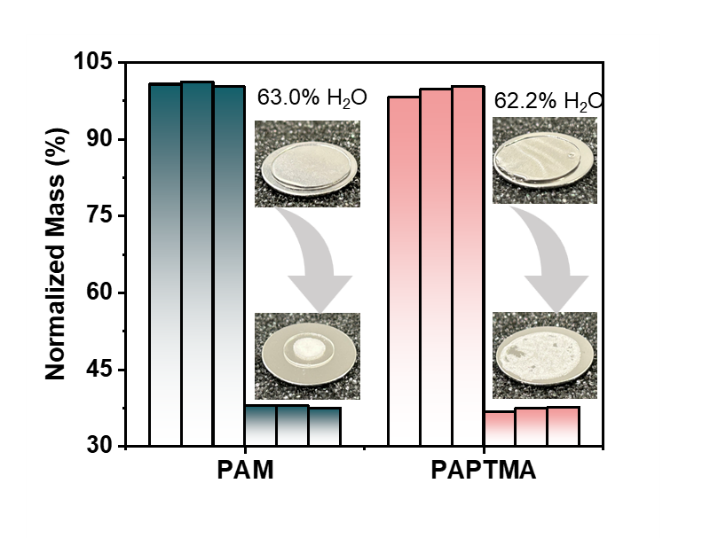 105
90
75
60
45
30
Normalized Mass (%)
63.0% H₂O
62.2% H₂O
PAM
PAPTMA